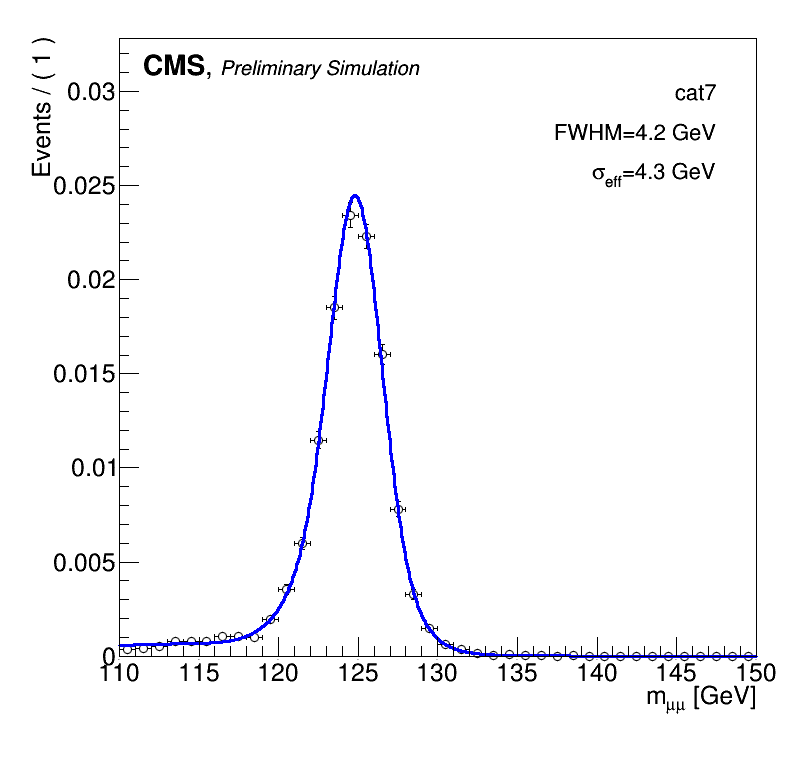 CMS, Preliminary Simulation
cat7
FWHM=4.2 GeV
σeff=4.3 GeV
Events / ( 1 )
0.03
0.025
0.02
0.015
0.01
0.005
0
110 115 120 125 130 135 140 145 150
mμμ [GeV]